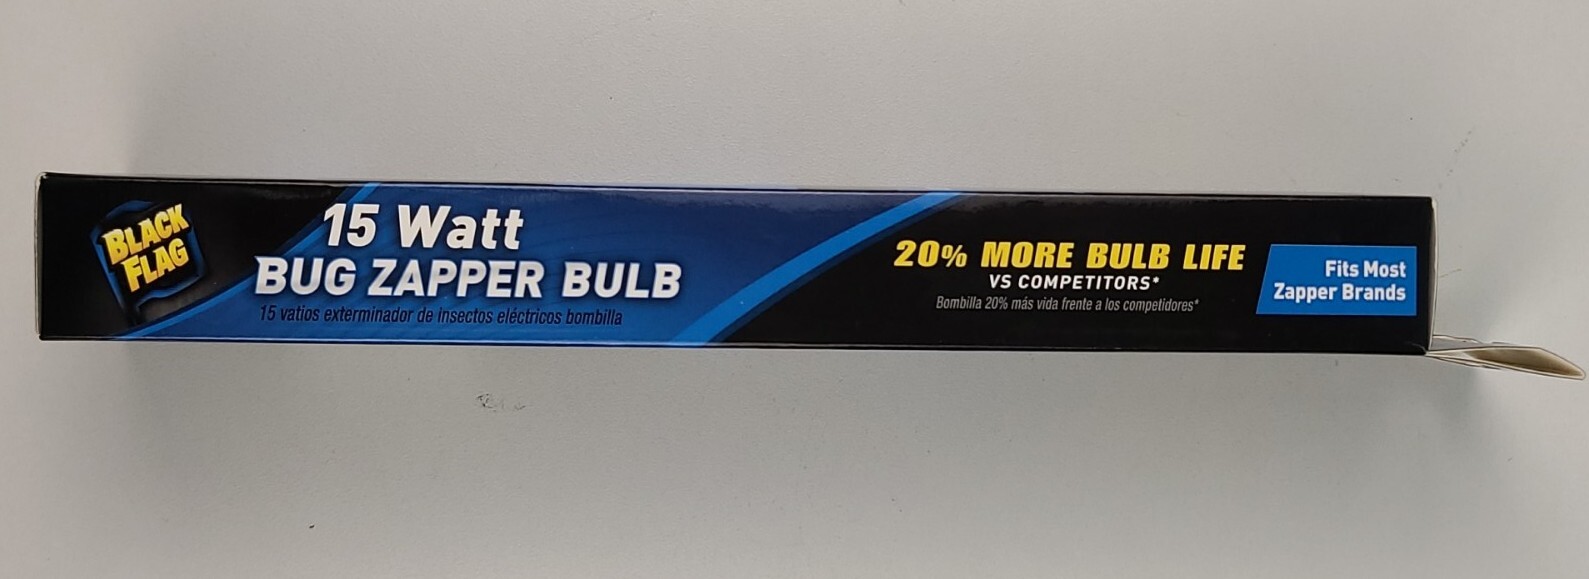 BLACK
FLAG
15 Watt
BUG ZAPPER BULB
15 vatios exterminador de insectos eléctricos bombilla
20% MORE BULB LIFE
VS COMPETITORS*
Bombilla 20% más vida frente a los competidores*
Fits Most
Zapper Brands